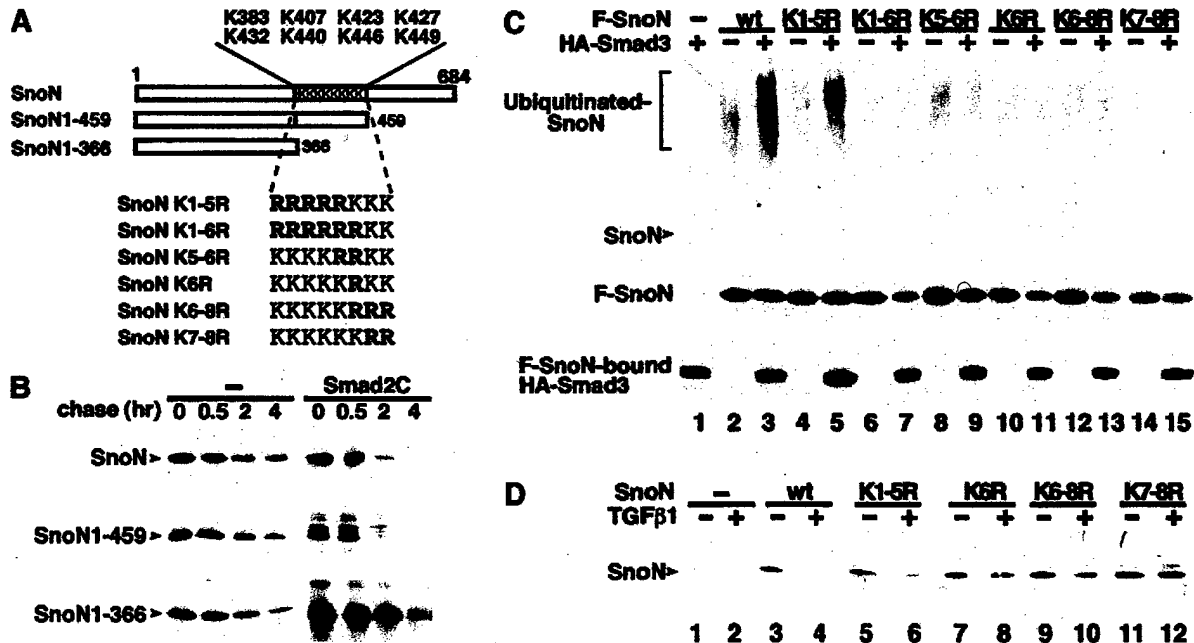 A
K383 K407 K423 K427
K432 K440 K446 K449
1
684
SnoN
SnoN1-459
459
SnoN1-366
366
SnoN K1-5R RRRRRKKK
SnoN K1-6R RRRRRRKK
SnoN K5-6R KKKKRRKK
SnoN K6R KKKKKRKK
SnoN K6-8R KKKKKRRR
SnoN K7-8R KKKKKKRR
B
– Smad2C
chase (hr) 0 0.5 2 4 0 0.5 2 4
SnoN
SnoN1-459
SnoN1-366
C
F-SnoN – wt K1-5R K1-6R K5-6R K6R K6-8R K7-8R
HA-Smad3 + – + – + – + – + – + – + – +
Ubiquitinated-
SnoN
SnoN
F-SnoN
F-SnoN-bound
HA-Smad3
1 2 3 4 5 6 7 8 9 10 11 12 13 14 15
D
SnoN – wt K1-5R K6R K6-8R K7-8R
TGFβ1 – + – + – + – + – + – +
SnoN
1 2 3 4 5 6 7 8 9 10 11 12